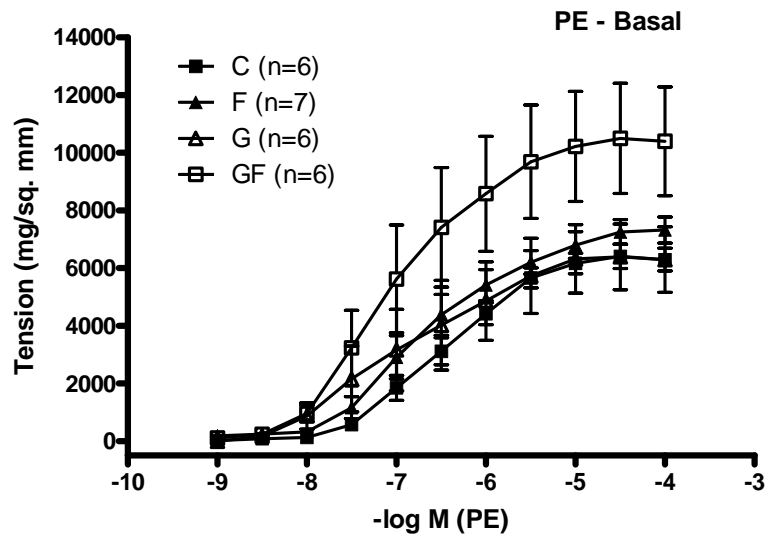 PE - Basal
14000
12000
10000
8000
6000
4000
2000
0
Tension (mg/sq. mm)
C (n=6)
F (n=7)
G (n=6)
GF (n=6)
-10 -9 -8 -7 -6 -5 -4 -3
-log M (PE)